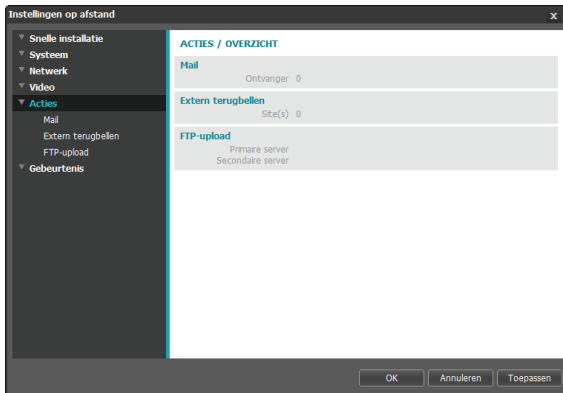 Instellingen op afstand x
Snelle installatie
Systeem
Netwerk
Video
Acties
Mail
Extern terugbellen
FTP-upload
Gebeurtenis
ACTIES / OVERZICHT
Mail
Ontvanger 0
Extern terugbellen
Site(s) 0
FTP-upload
Primaire server
Secondaire server
OK Annuleren Toepassen